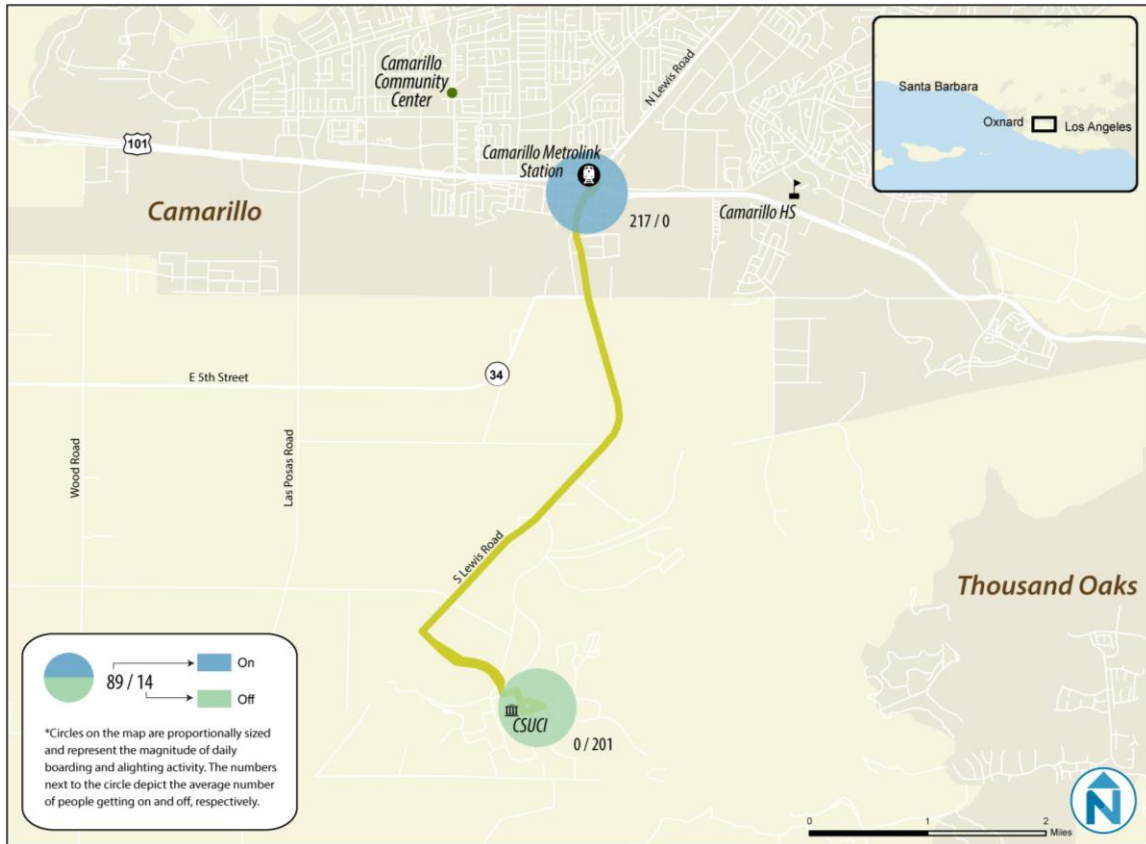 Camarillo
Community
Center
N Lewis Road
Santa Barbara
Oxnard
Los Angeles
101
Camarillo Metrolink
Station
Camarillo
Camarillo HS
217 / 0
E 5th Street
34
Wood Road
Las Posas Road
S Lewis Road
Thousand Oaks
On
89 / 14
Off
*Circles on the map are proportionally sized
and represent the magnitude of daily
boarding and alighting activity. The numbers
next to the circle depict the average number
of people getting on and off, respectively.
CSUCI
0 / 201
N
0 1 2
Miles